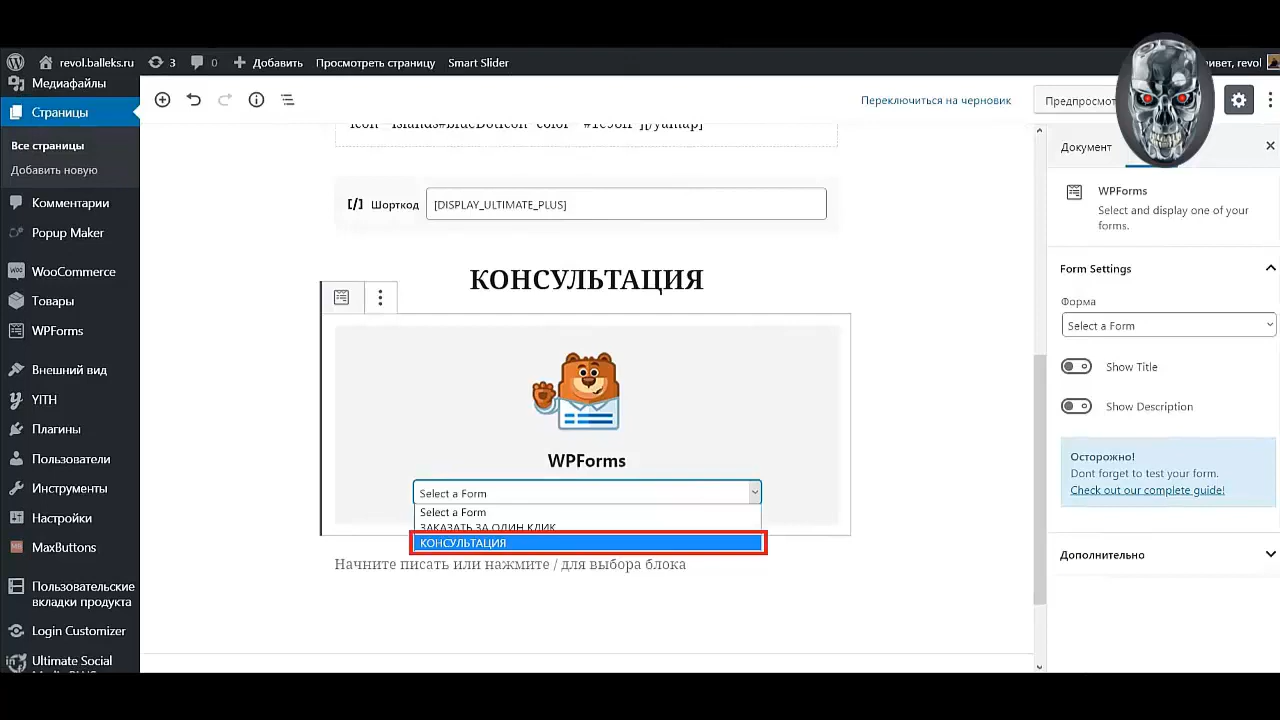 revol.balleks.ru
3
0
Добавить
Просмотреть страницу
Smart Slider
ривет, revol
Медиафайлы
Страницы
Все страницы
Добавить новую
Комментарии
Popup Maker
WooCommerce
Товары
WPForms
Внешний вид
YITH
Плагины
Пользователи
Инструменты
Настройки
MaxButtons
Пользовательские
вкладки продукта
Login Customizer
Ultimate Social
Переключиться на черновик
Предпросмот
[/] Шорткод
[DISPLAY_ULTIMATE_PLUS]
КОНСУЛЬТАЦИЯ
WPForms
Select a Form
Select a Form
ЗАКАЗАТЬ ЗА ОДИН КЛИК
КОНСУЛЬТАЦИЯ
Начните писать или нажмите / для выбора блока
Документ
WPForms
Select and display one of your
forms.
Form Settings
Форма
Select a Form
Show Title
Show Description
Осторожно!
Dont forget to test your form.
Check out our complete guide!
Дополнительно